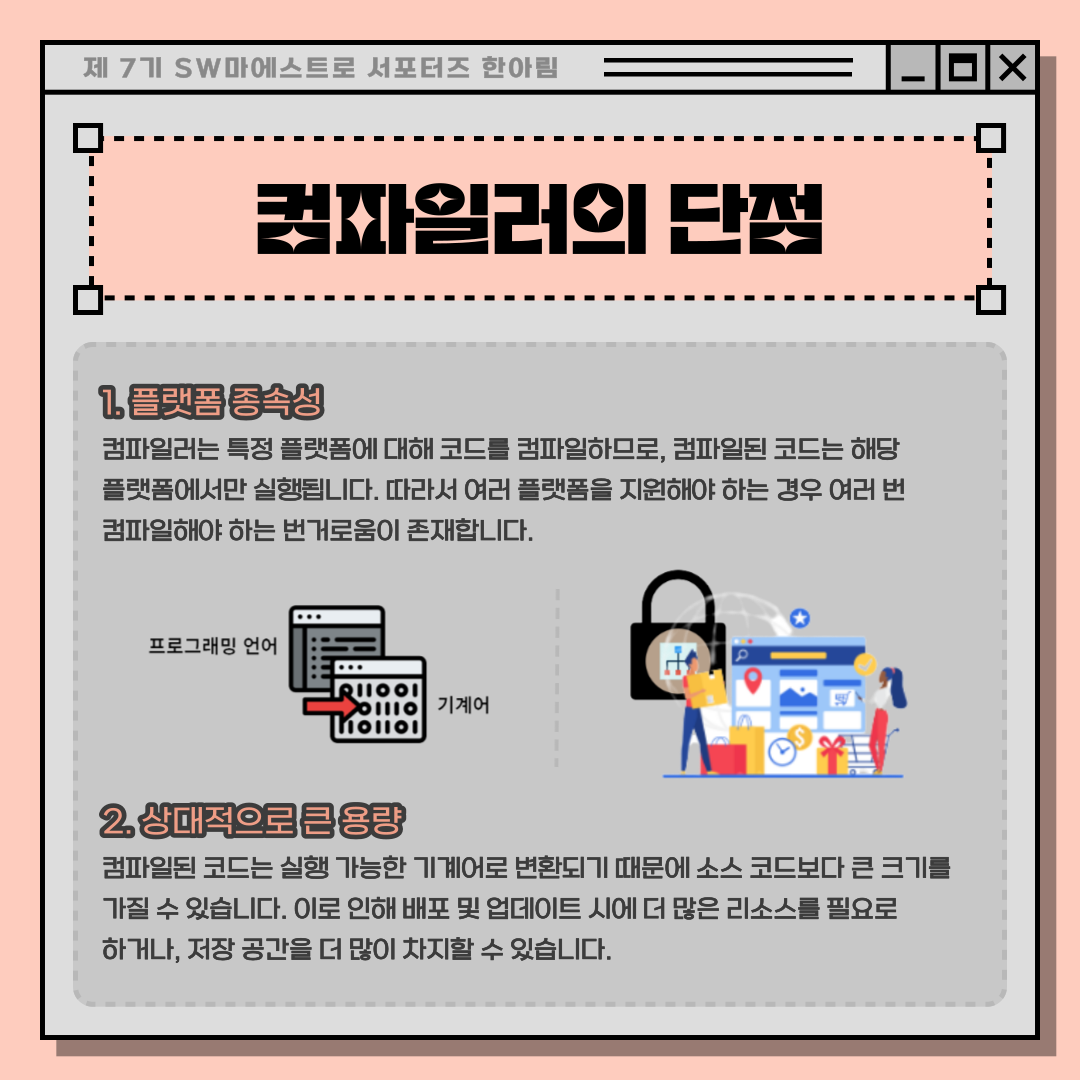 제 7기 SW마에스트로 서포터즈 한아림
컴파일러의 단점
1. 플랫폼 종속성
컴파일러는 특정 플랫폼에 대해 코드를 컴파일하므로, 컴파일된 코드는 해당
플랫폼에서만 실행됩니다. 따라서 여러 플랫폼을 지원해야 하는 경우 여러 번
컴파일해야 하는 번거로움이 존재합니다.
프로그래밍 언어
기계어
2. 상대적으로 큰 용량
컴파일된 코드는 실행 가능한 기계어로 변환되기 때문에 소스 코드보다 큰 크기를
가질 수 있습니다. 이로 인해 배포 및 업데이트 시에 더 많은 리소스를 필요로
하거나, 저장 공간을 더 많이 차지할 수 있습니다.